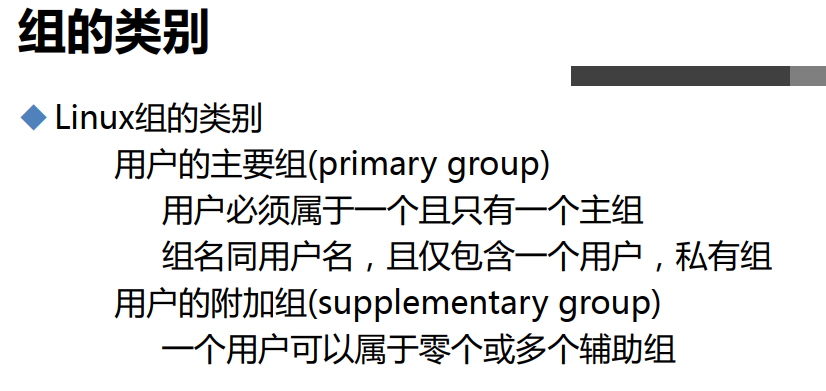 组的类别
Linux组的类别
用户的主要组(primary group)
用户必须属于一个且只有一个主组
组名同用户名，且仅包含一个用户，私有组
用户的附加组(supplementary group)
一个用户可以属于零个或多个辅助组